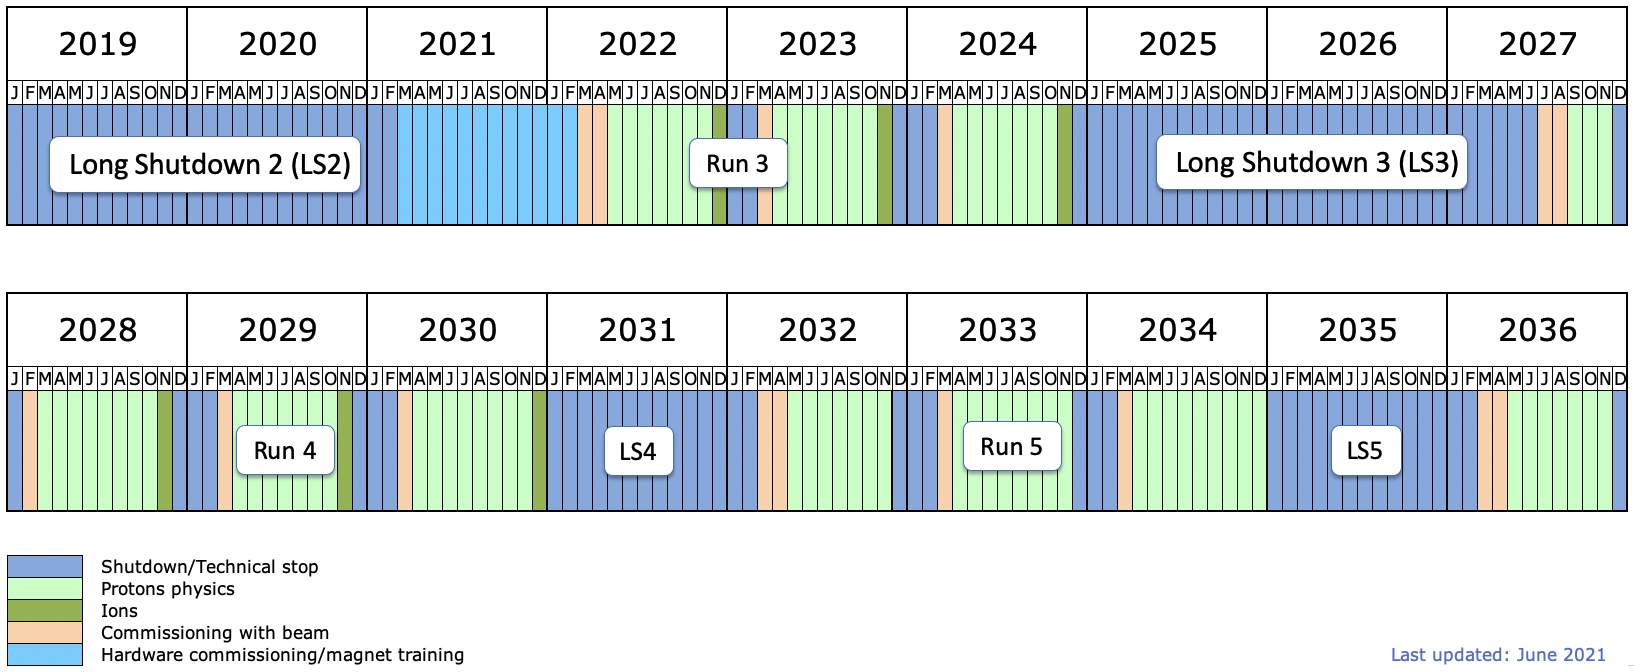 2019 2020 2021 2022 2023 2024 2025 2026 2027
J F M A M J J A S O N D J F M A M J J A S O N D J F M A M J J A S O N D J F M A M J J A S O N D J F M A M J J A S O N D J F M A M J J A S O N D J F M A M J J A S O N D J F M A M J J A S O N D J F M A M J J A S O N D
Long Shutdown 2 (LS2) Run 3 Long Shutdown 3 (LS3)
2028 2029 2030 2031 2032 2033 2034 2035 2036
J F M A M J J A S O N D J F M A M J J A S O N D J F M A M J J A S O N D J F M A M J J A S O N D J F M A M J J A S O N D J F M A M J J A S O N D J F M A M J J A S O N D J F M A M J J A S O N D J F M A M J J A S O N D
Run 4 LS4 Run 5 LS5
Shutdown/Technical stop
Protons physics
Ions
Commissioning with beam
Hardware commissioning/magnet training
Last updated: June 2021